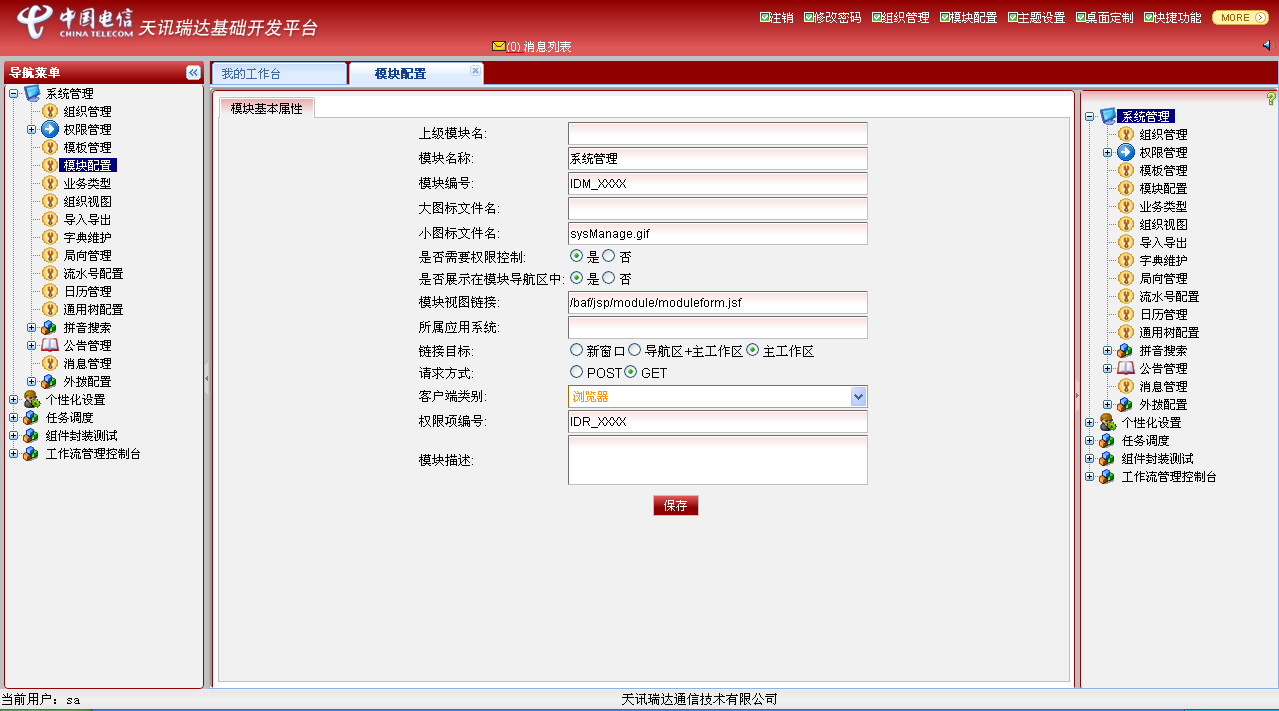 中国电信
CHINA TELECOM
天讯瑞达基础开发平台
注销 修改密码 组织管理 模块配置 主题设置 桌面定制 快捷功能 MORE
(0) 消息列表
导航菜单
我的工作台 模块配置
系统管理
组织管理
权限管理
模板管理
模块配置
业务类型
组织视图
导入导出
字典维护
局向管理
流水号配置
日历管理
通用树配置
拼音搜索
公告管理
消息管理
外拨配置
个性化设置
任务调度
组件封装测试
工作流管理控制台
模块基本属性
上级模块名:
模块名称: 系统管理
模块编号: IDM_XXXX
大图标文件名:
小图标文件名: sysManage.gif
是否需要权限控制: 是 否
是否展示在模块导航区中: 是 否
模块视图链接: /baf/jsp/module/moduleform.jsf
所属应用系统:
链接目标: 新窗口 导航区+主工作区 主工作区
请求方式: POST GET
客户端类别: 浏览器
权限项编号: IDR_XXXX
模块描述:
保存
系统管理
组织管理
权限管理
模板管理
模块配置
业务类型
组织视图
导入导出
字典维护
局向管理
流水号配置
日历管理
通用树配置
拼音搜索
公告管理
消息管理
外拨配置
个性化设置
任务调度
组件封装测试
工作流管理控制台
当前用户: sa
天讯瑞达通信技术有限公司